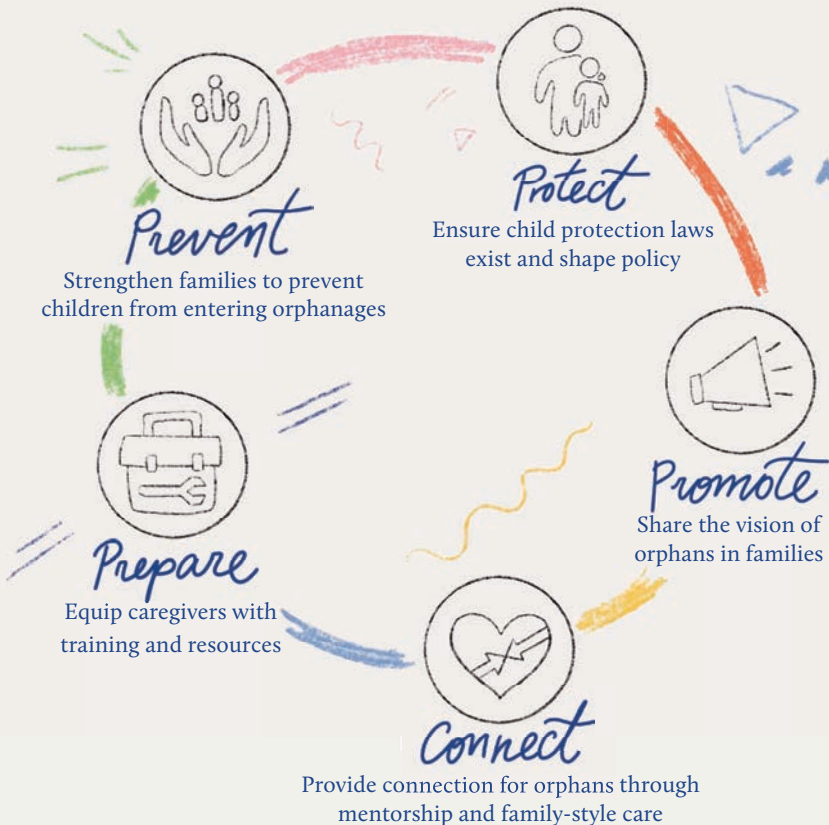 Prevent
Strengthen families to prevent
children from entering orphanages
Protect
Ensure child protection laws
exist and shape policy
Promote
Share the vision of
orphans in families
Connect
Provide connection for orphans through
mentorship and family-style care
Prepare
Equip caregivers with
training and resources